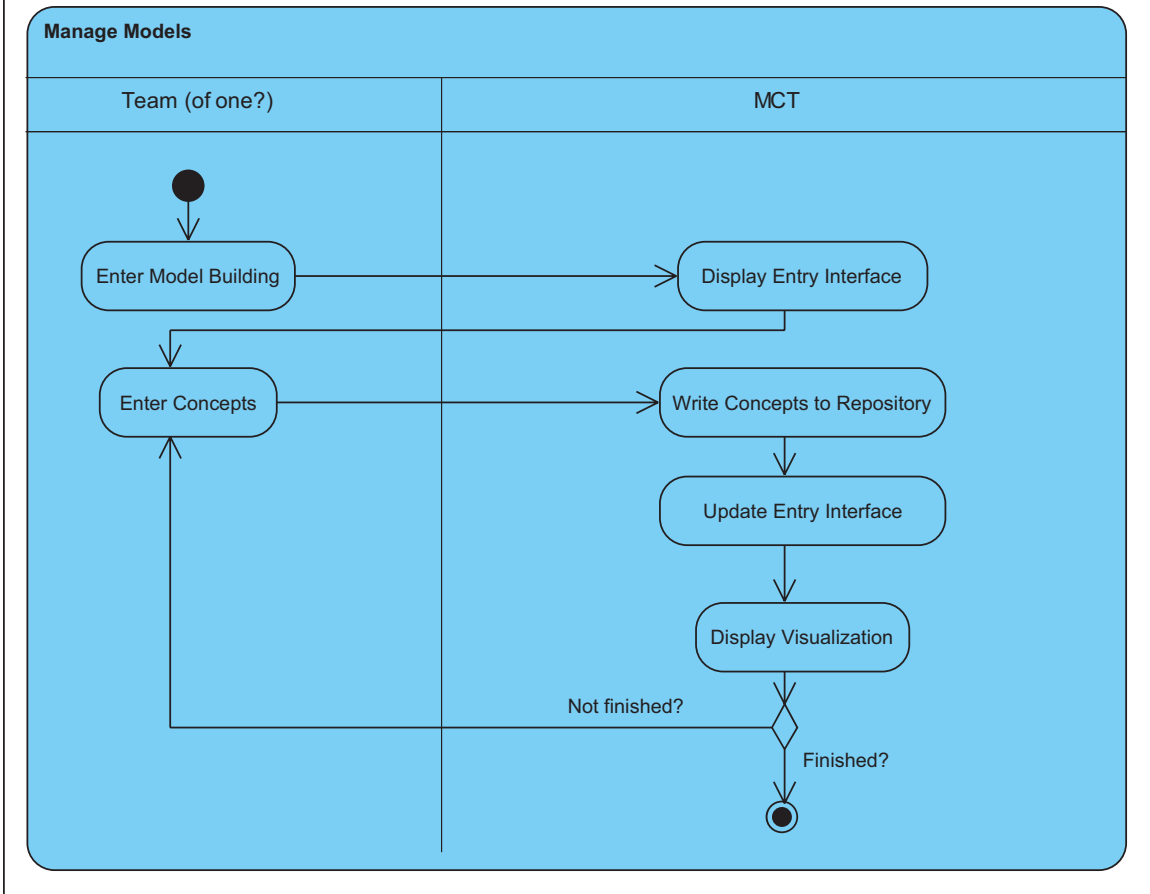 Manage Models
Team (of one?)
MCT
Enter Model Building
Display Entry Interface
Enter Concepts
Write Concepts to Repository
Update Entry Interface
Display Visualization
Not finished?
Finished?